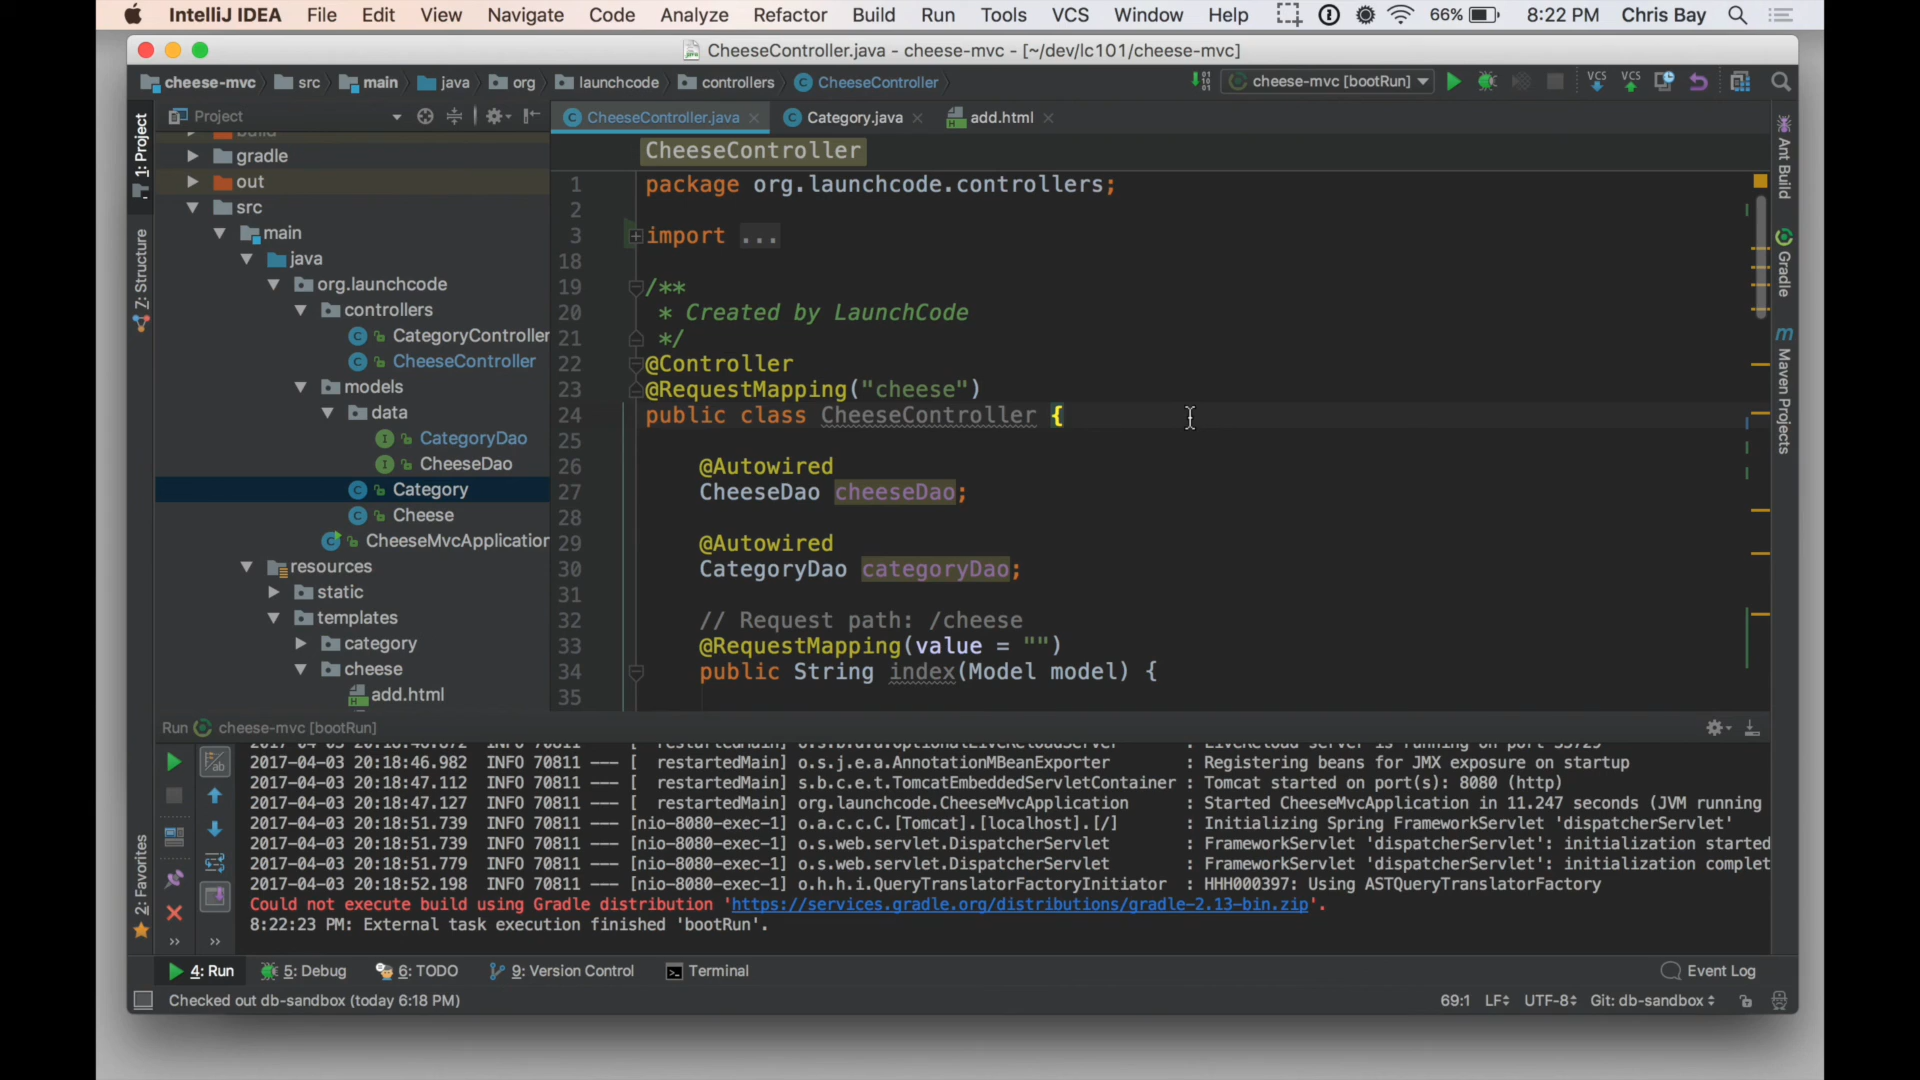 IntelliJ IDEA File Edit View Navigate Code Analyze Refactor Build Run Tools VCS Window Help 66% 8:22 PM Chris Bay
CheeseController.java - cheese-mvc - [~/dev/lc101/cheese-mvc]
cheese-mvc src main java org launchcode controllers CheeseController cheese-mvc [bootRun] VCS VCS
Project CheeseController.java Category.java add.html
1: Project
Z: Structure
2: Favorites
build
gradle
out
src
main
java
org.launchcode
controllers
CategoryController
CheeseController
models
data
CategoryDao
CheeseDao
Category
Cheese
CheeseMvcApplication
resources
static
templates
category
cheese
add.html
CheeseController
1 package org.launchcode.controllers;
2
3 import ...
18
19 /**
20 * Created by LaunchCode
21 */
22 @Controller
23 @RequestMapping("cheese")
24 public class CheeseController {
25
26 @Autowired
27 CheeseDao cheeseDao;
28
29 @Autowired
30 CategoryDao categoryDao;
31
32 // Request path: /cheese
33 @RequestMapping(value = "")
34 public String index(Model model) {
35
Ant Build
Gradle
Maven Projects
Run cheese-mvc [bootRun]
2017-04-03 20:18:46.982 INFO 70811 --- [ restartedMain] o.s.j.e.a.AnnotationMBeanExporter : Registering beans for JMX exposure on startup
2017-04-03 20:18:47.112 INFO 70811 --- [ restartedMain] s.b.c.e.t.TomcatEmbeddedServletContainer : Tomcat started on port(s): 8080 (http)
2017-04-03 20:18:47.127 INFO 70811 --- [ restartedMain] org.launchcode.CheeseMvcApplication : Started CheeseMvcApplication in 11.247 seconds (JVM running
2017-04-03 20:18:51.739 INFO 70811 --- [nio-8080-exec-1] o.a.c.c.C.[Tomcat].[localhost].[/] : Initializing Spring FrameworkServlet 'dispatcherServlet'
2017-04-03 20:18:51.739 INFO 70811 --- [nio-8080-exec-1] o.s.web.servlet.DispatcherServlet : FrameworkServlet 'dispatcherServlet': initialization started
2017-04-03 20:18:51.779 INFO 70811 --- [nio-8080-exec-1] o.s.web.servlet.DispatcherServlet : FrameworkServlet 'dispatcherServlet': initialization complet
2017-04-03 20:18:52.198 INFO 70811 --- [nio-8080-exec-1] o.h.h.i.QueryTranslatorFactoryInitiator : HHH000397: Using ASTQueryTranslatorFactory
Could not execute build using Gradle distribution 'https://services.gradle.org/distributions/gradle-2.13-bin.zip'.
8:22:23 PM: External task execution finished 'bootRun'.
4: Run 5: Debug 6: TODO 9: Version Control Terminal Event Log
Checked out db-sandbox (today 6:18 PM) 69:1 LF UTF-8 Git: db-sandbox